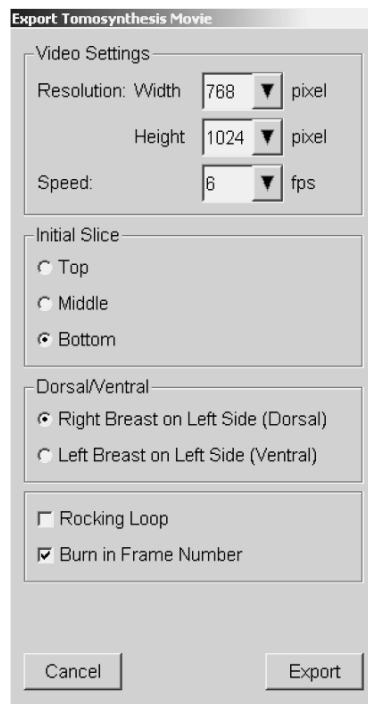 Export Tomosynthesis Movie
Video Settings
Resolution: Width 768 pixel
Height 1024 pixel
Speed: 6 fps
Initial Slice
Top
Middle
Bottom
Dorsal/Ventral
Right Breast on Left Side (Dorsal)
Left Breast on Left Side (Ventral)
Rocking Loop
Burn in Frame Number
Cancel Export